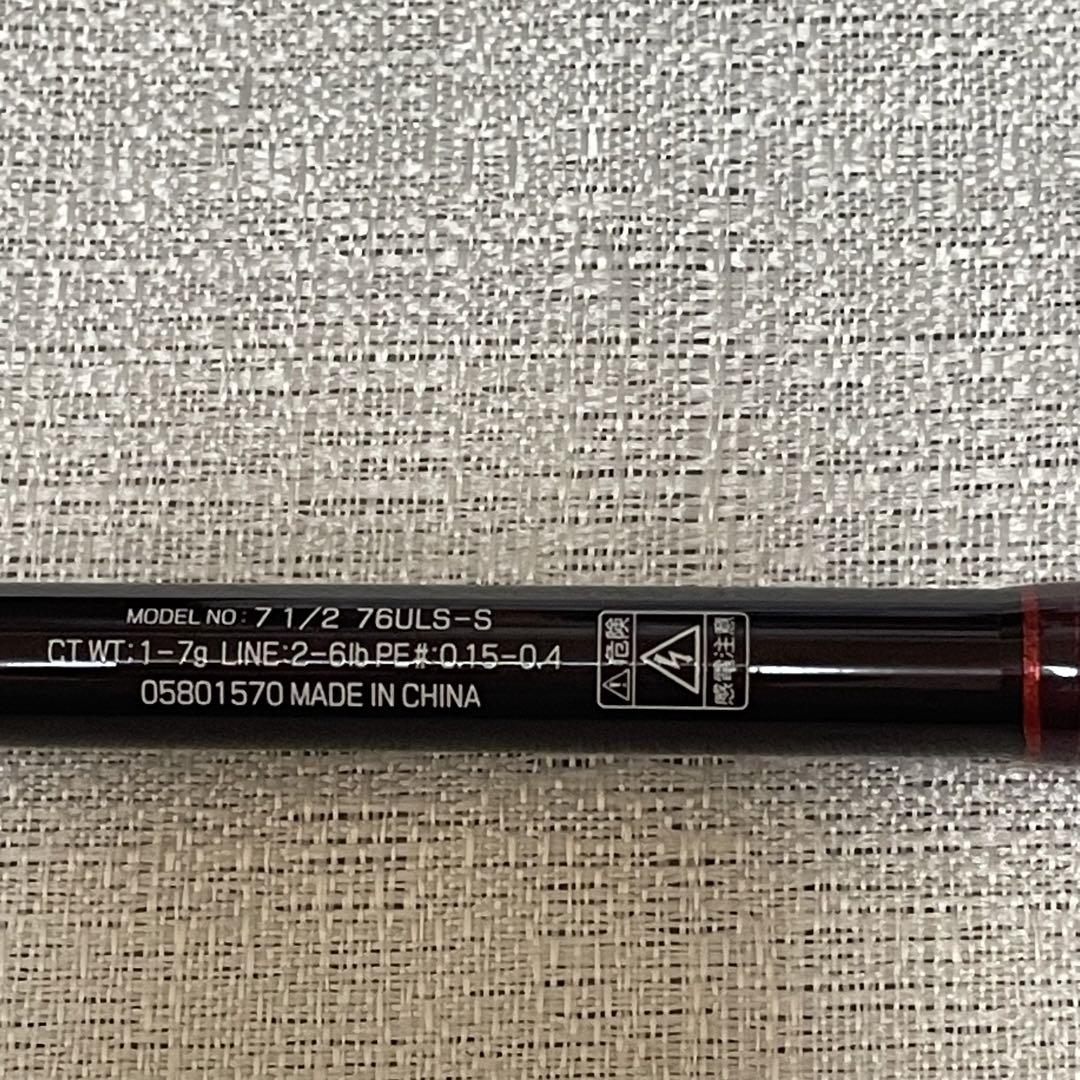 MODEL NO: 7 1/2 76ULS-S
CT WT:1-7g LINE:2-6lb PE#:0.15-0.4
05801570 MADE IN CHINA
危険
感電注意